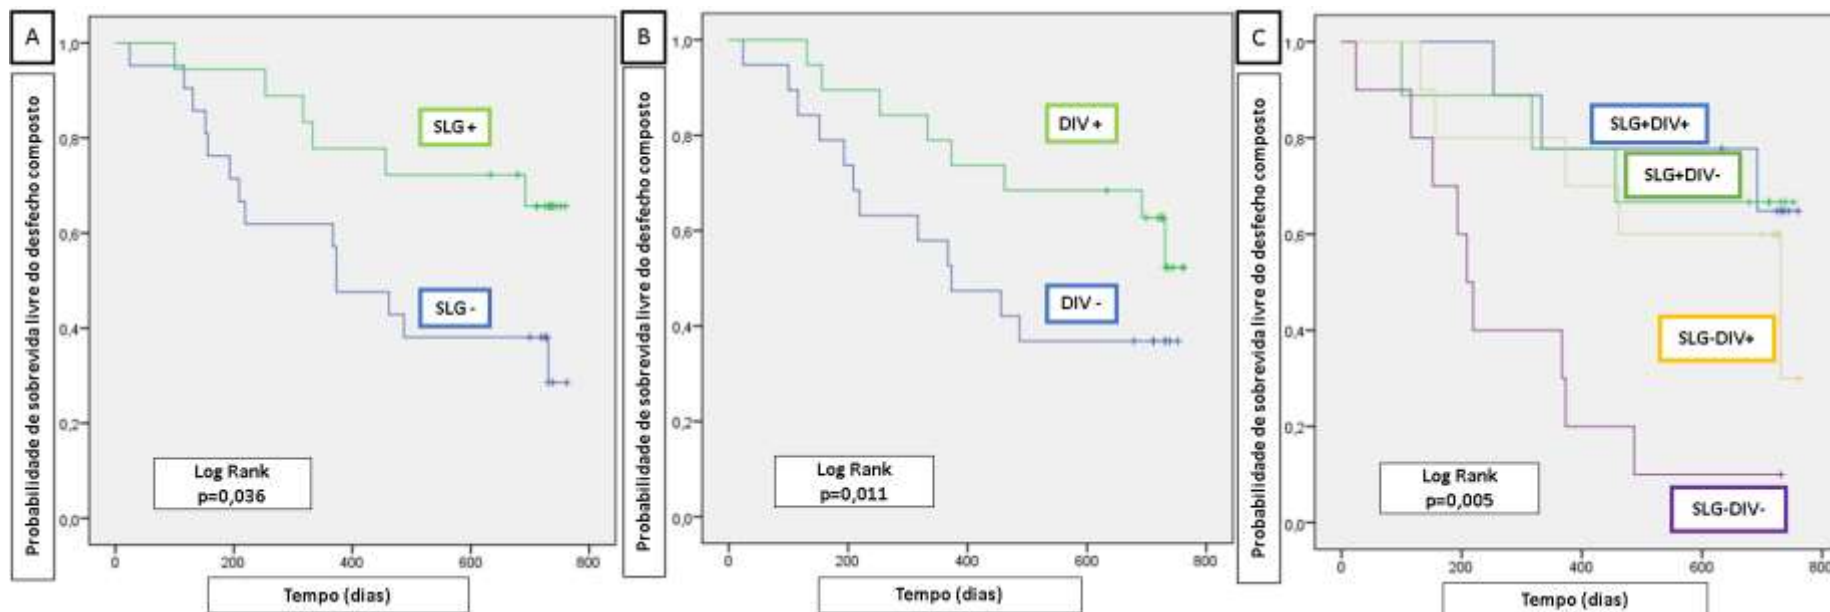 A
Probabilidade de sobrevida livre do desfecho composto
1,0
0,8
0,6
0,4
0,2
0,0
SLG +
SLG -
Log Rank
p=0,036
0
200
400
600
800
Tempo (dias)
B
Probabilidade de sobrevida livre do desfecho composto
1,0
0,8
0,6
0,4
0,2
0,0
DIV +
DIV -
Log Rank
p=0,011
0
200
400
600
800
Tempo (dias)
C
Probabilidade de sobrevida livre do desfecho composto
1,0
0,8
0,6
0,4
0,2
0,0
SLG+DIV+
SLG+DIV-
SLG-DIV+
SLG-DIV-
Log Rank
p=0,005
0
200
400
600
800
Tempo (dias)